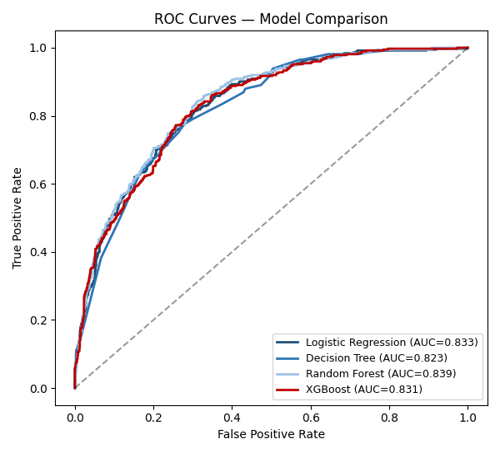 ROC Curves — Model Comparison
True Positive Rate
1.0
0.8
0.6
0.4
0.2
0.0
Logistic Regression (AUC=0.833)
Decision Tree (AUC=0.823)
Random Forest (AUC=0.839)
XGBoost (AUC=0.831)
0.0 0.2 0.4 0.6 0.8 1.0
False Positive Rate